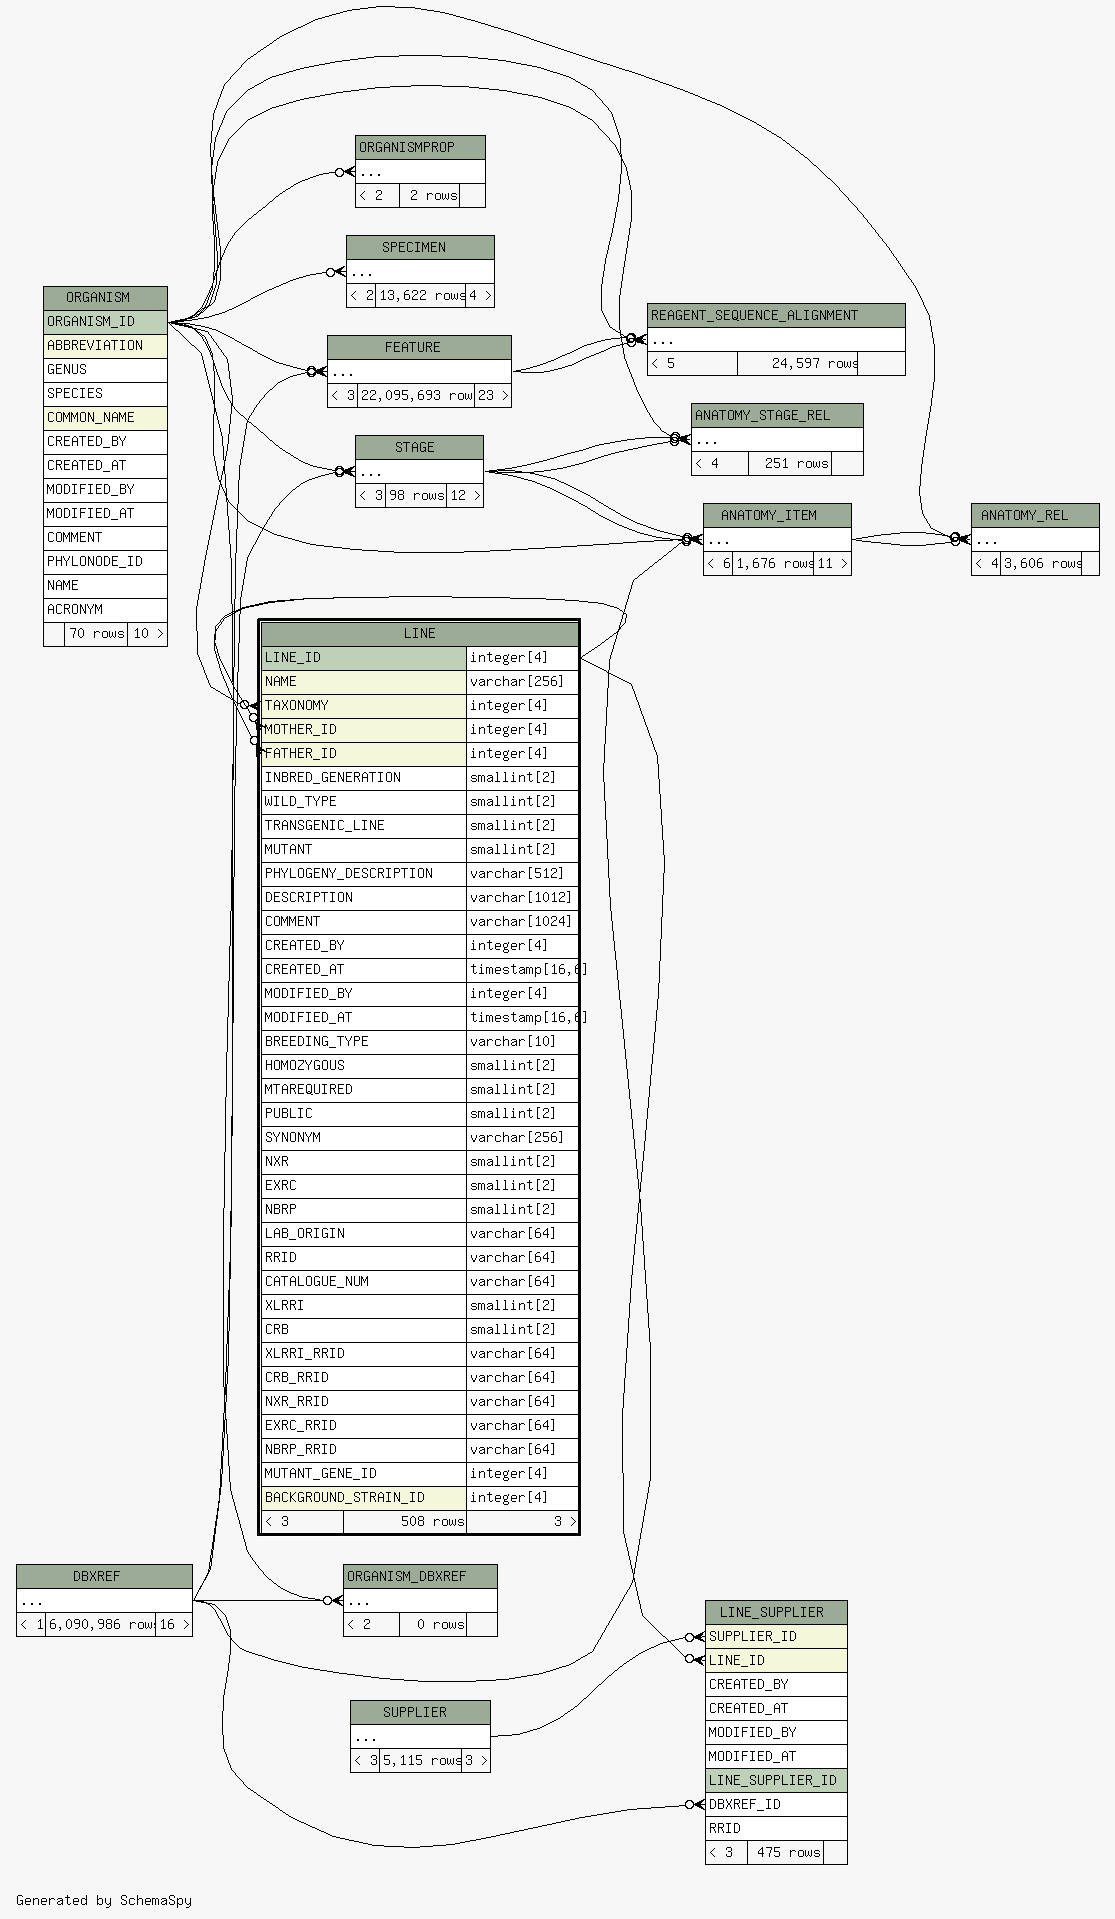 ORGANISMPROP
...
< 2 2 rows
SPECIMEN
...
< 2 13,622 rows 4 >
ORGANISM
ORGANISM_ID
ABBREVIATION
GENUS
SPECIES
COMMON_NAME
CREATED_BY
CREATED_AT
MODIFIED_BY
MODIFIED_AT
COMMENT
PHYLONODE_ID
NAME
ACRONYM
70 rows 10 >
FEATURE
...
< 3 22,095,693 row 23 >
REAGENT_SEQUENCE_ALIGNMENT
...
< 5 24,597 rows
STAGE
...
< 3 98 rows 12 >
ANATOMY_STAGE_REL
...
< 4 251 rows
ANATOMY_ITEM
...
< 6 1,676 rows 11 >
ANATOMY_REL
...
< 4 3,606 rows
LINE
LINE_ID integer[4]
NAME varchar[256]
TAXONOMY integer[4]
MOTHER_ID integer[4]
FATHER_ID integer[4]
INBRED_GENERATION smallint[2]
WILD_TYPE smallint[2]
TRANSGENIC_LINE smallint[2]
MUTANT smallint[2]
PHYLOGENY_DESCRIPTION varchar[512]
DESCRIPTION varchar[1012]
COMMENT varchar[1024]
CREATED_BY integer[4]
CREATED_AT timestamp[16,6]
MODIFIED_BY integer[4]
MODIFIED_AT timestamp[16,6]
BREEDING_TYPE varchar[10]
HOMOZYGOUS smallint[2]
MTAREQUIRED smallint[2]
PUBLIC smallint[2]
SYNONYM varchar[256]
NXR smallint[2]
EXRC smallint[2]
NBRP smallint[2]
LAB_ORIGIN varchar[64]
RRID varchar[64]
CATALOGUE_NUM varchar[64]
XLRRI smallint[2]
CRB smallint[2]
XLRRI_RRID varchar[64]
CRB_RRID varchar[64]
NXR_RRID varchar[64]
EXRC_RRID varchar[64]
NBRP_RRID varchar[64]
MUTANT_GENE_ID integer[4]
BACKGROUND_STRAIN_ID integer[4]
< 3 508 rows 3 >
DBXREF
...
< 1 6,090,986 rows 16 >
ORGANISM_DBXREF
...
< 2 0 rows
LINE_SUPPLIER
SUPPLIER_ID
LINE_ID
CREATED_BY
CREATED_AT
MODIFIED_BY
MODIFIED_AT
LINE_SUPPLIER_ID
DBXREF_ID
RRID
< 3 475 rows
SUPPLIER
...
< 3 5,115 rows 3 >
Generated by SchemaSpy